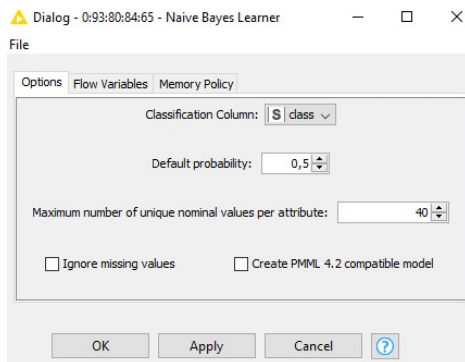 Dialog - 0:93:80:84:65 - Naive Bayes Learner
File
Options Flow Variables Memory Policy
Classification Column: S class
Default probability: 0,5
Maximum number of unique nominal values per attribute: 40
Ignore missing values Create PMML 4.2 compatible model
OK Apply Cancel ?